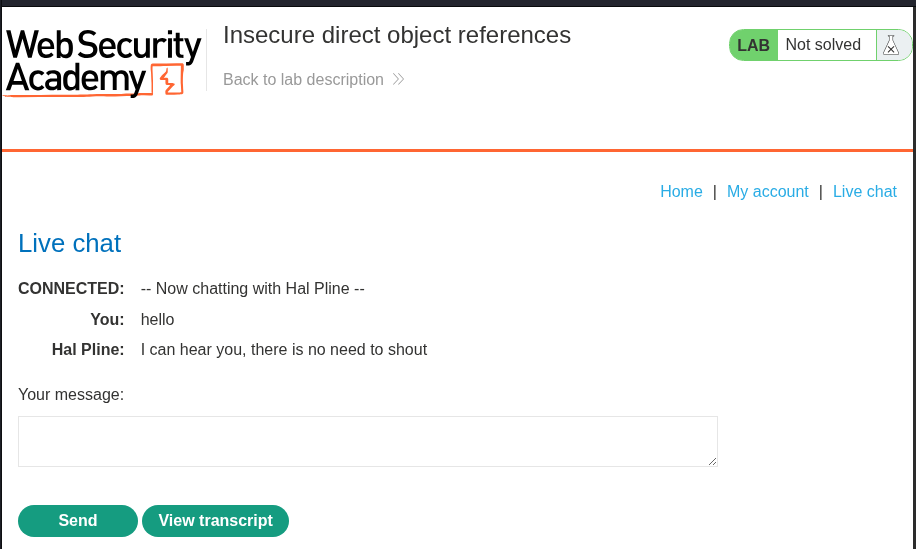 Web Security
Academy
Insecure direct object references
Back to lab description
LAB Not solved
Home | My account | Live chat
Live chat
CONNECTED: -- Now chatting with Hal Pline --
You: hello
Hal Pline: I can hear you, there is no need to shout
Your message:
Send View transcript